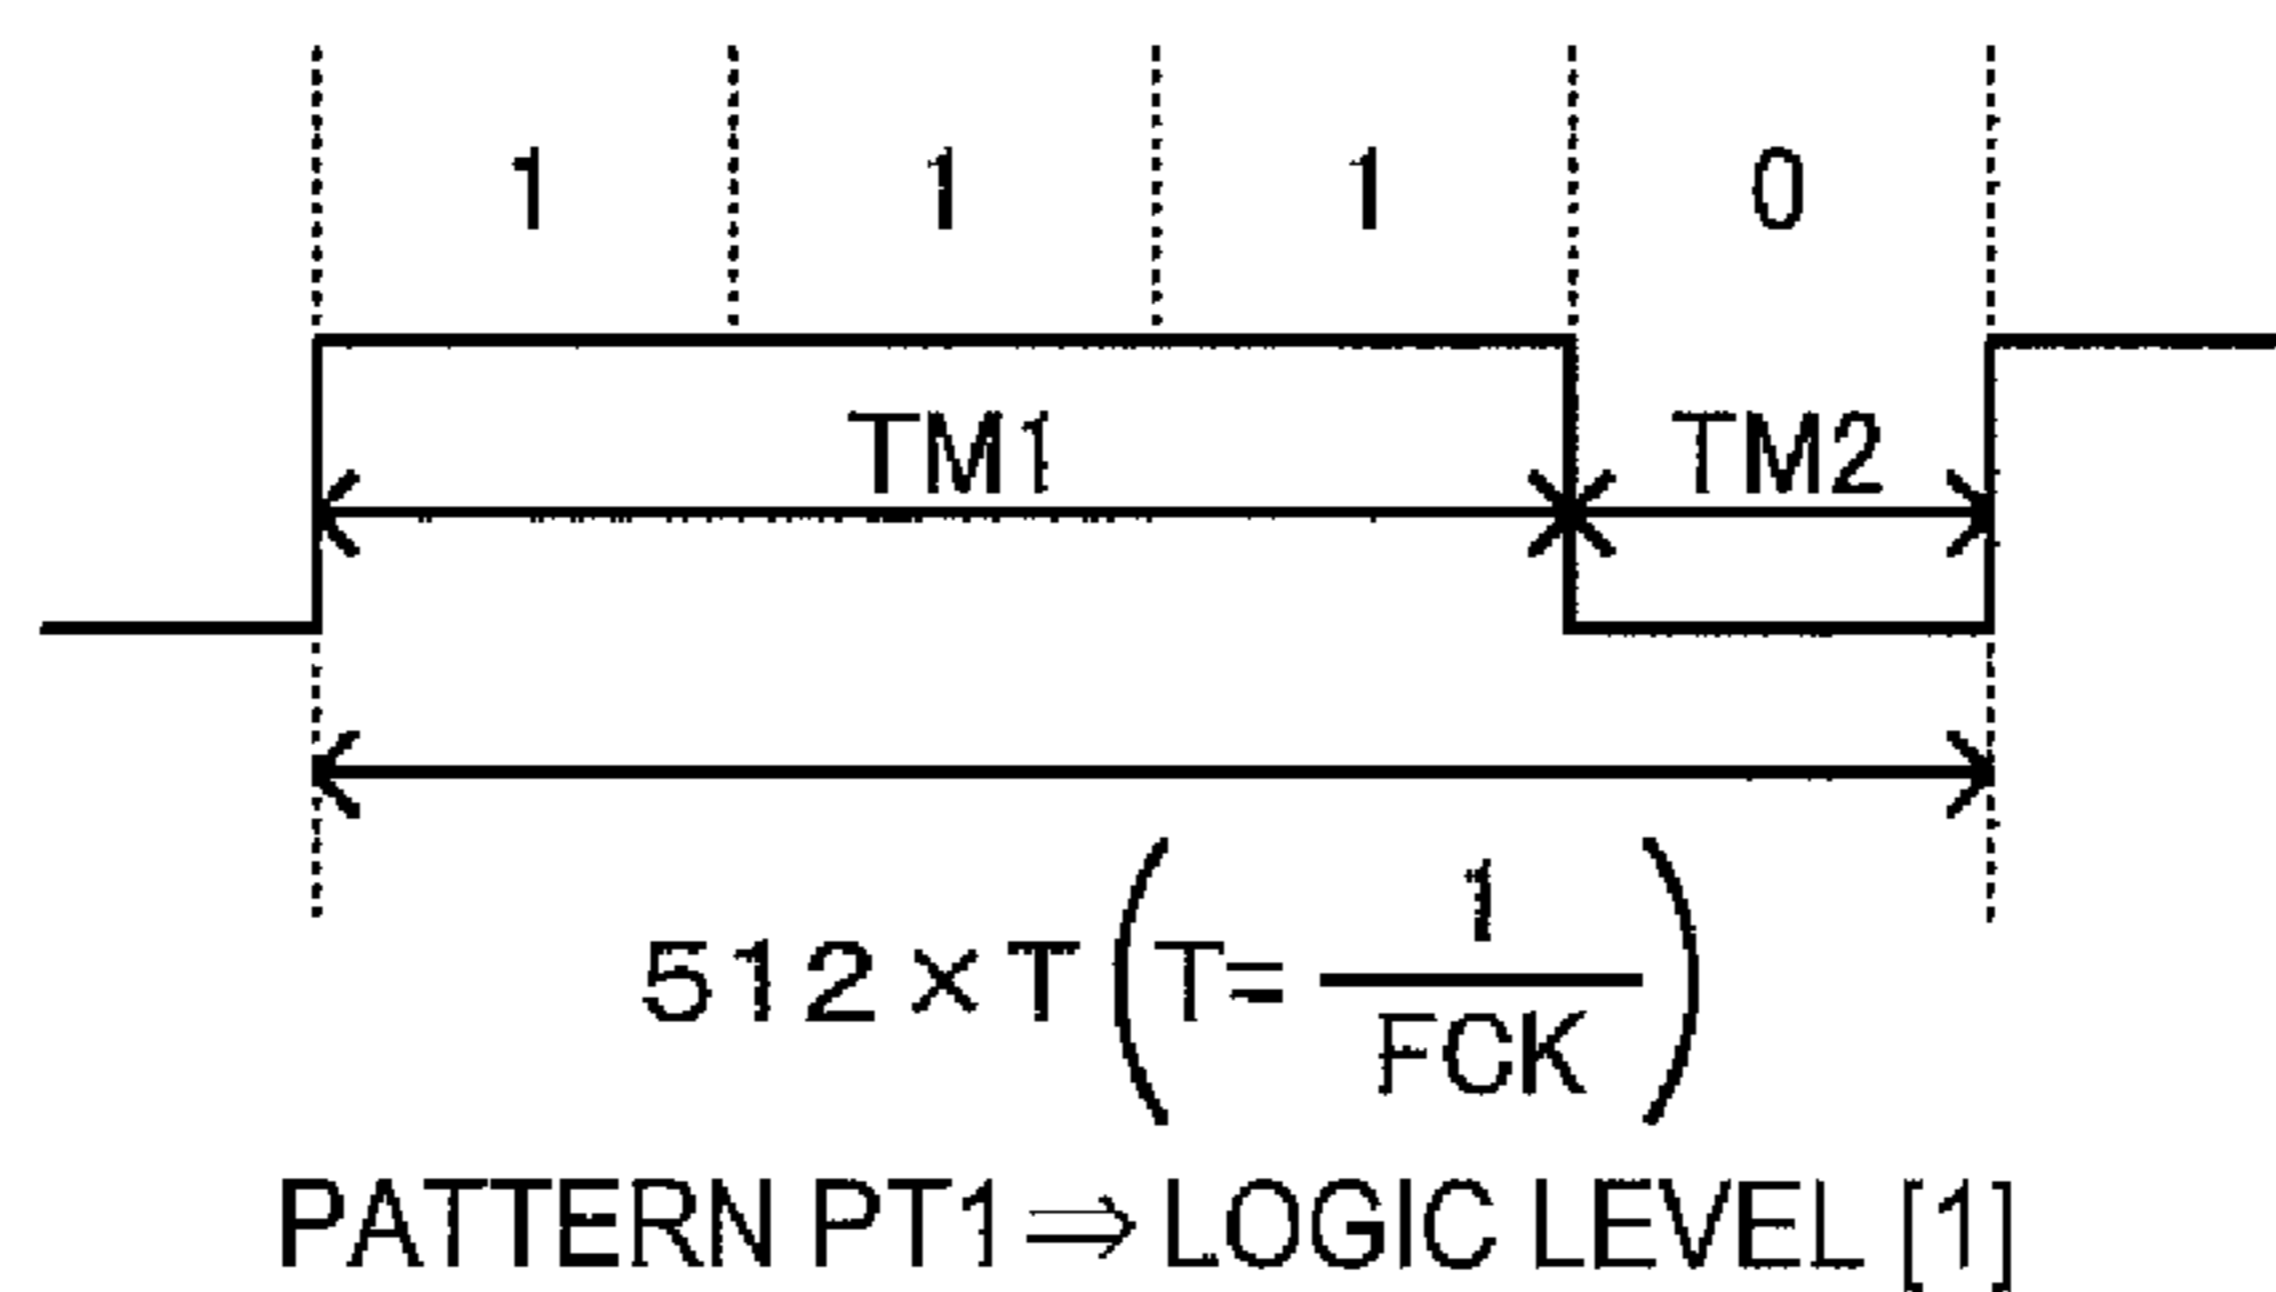 1 1 1 0
TM1 TM2
512×T(T=1/FCK)
PATTERN PT1⇒LOGIC LEVEL [1]